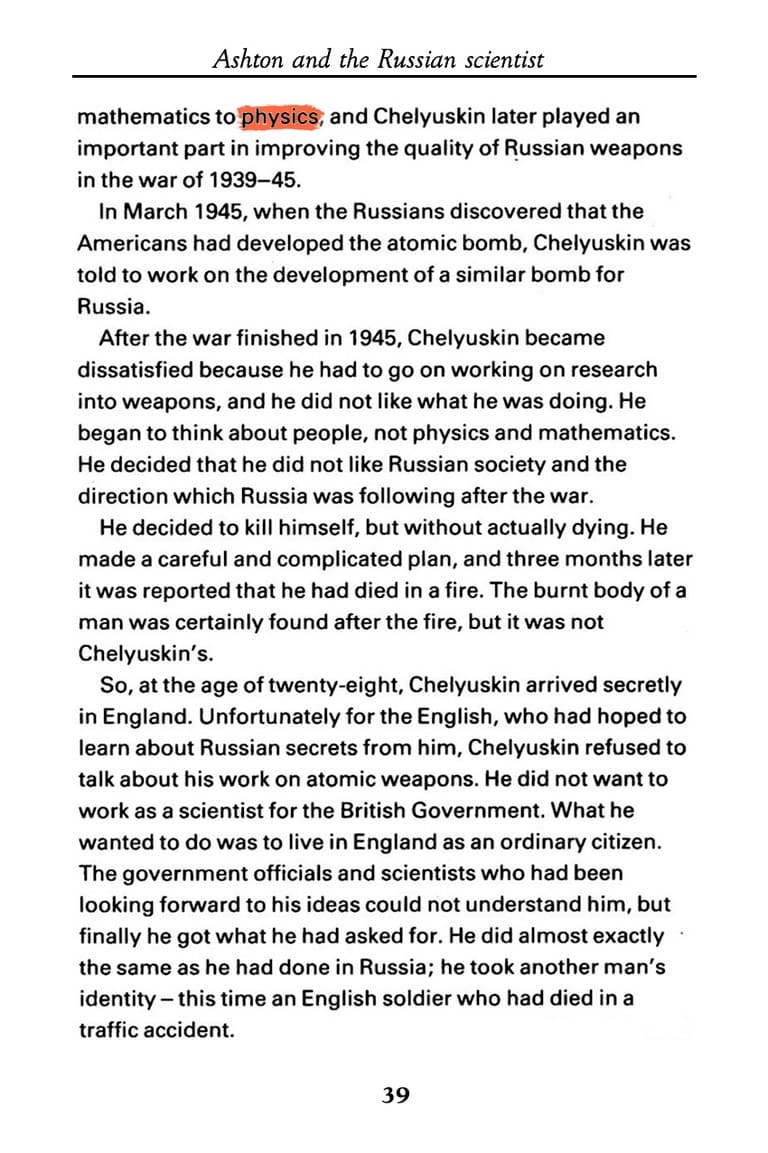 Ashton and the Russian scientist
mathematics to physics, and Chelyuskin later played an
important part in improving the quality of Russian weapons
in the war of 1939–45.
In March 1945, when the Russians discovered that the
Americans had developed the atomic bomb, Chelyuskin was
told to work on the development of a similar bomb for
Russia.
After the war finished in 1945, Chelyuskin became
dissatisfied because he had to go on working on research
into weapons, and he did not like what he was doing. He
began to think about people, not physics and mathematics.
He decided that he did not like Russian society and the
direction which Russia was following after the war.
He decided to kill himself, but without actually dying. He
made a careful and complicated plan, and three months later
it was reported that he had died in a fire. The burnt body of a
man was certainly found after the fire, but it was not
Chelyuskin's.
So, at the age of twenty-eight, Chelyuskin arrived secretly
in England. Unfortunately for the English, who had hoped to
learn about Russian secrets from him, Chelyuskin refused to
talk about his work on atomic weapons. He did not want to
work as a scientist for the British Government. What he
wanted to do was to live in England as an ordinary citizen.
The government officials and scientists who had been
looking forward to his ideas could not understand him, but
finally he got what he had asked for. He did almost exactly
the same as he had done in Russia; he took another man's
identity – this time an English soldier who had died in a
traffic accident.
39